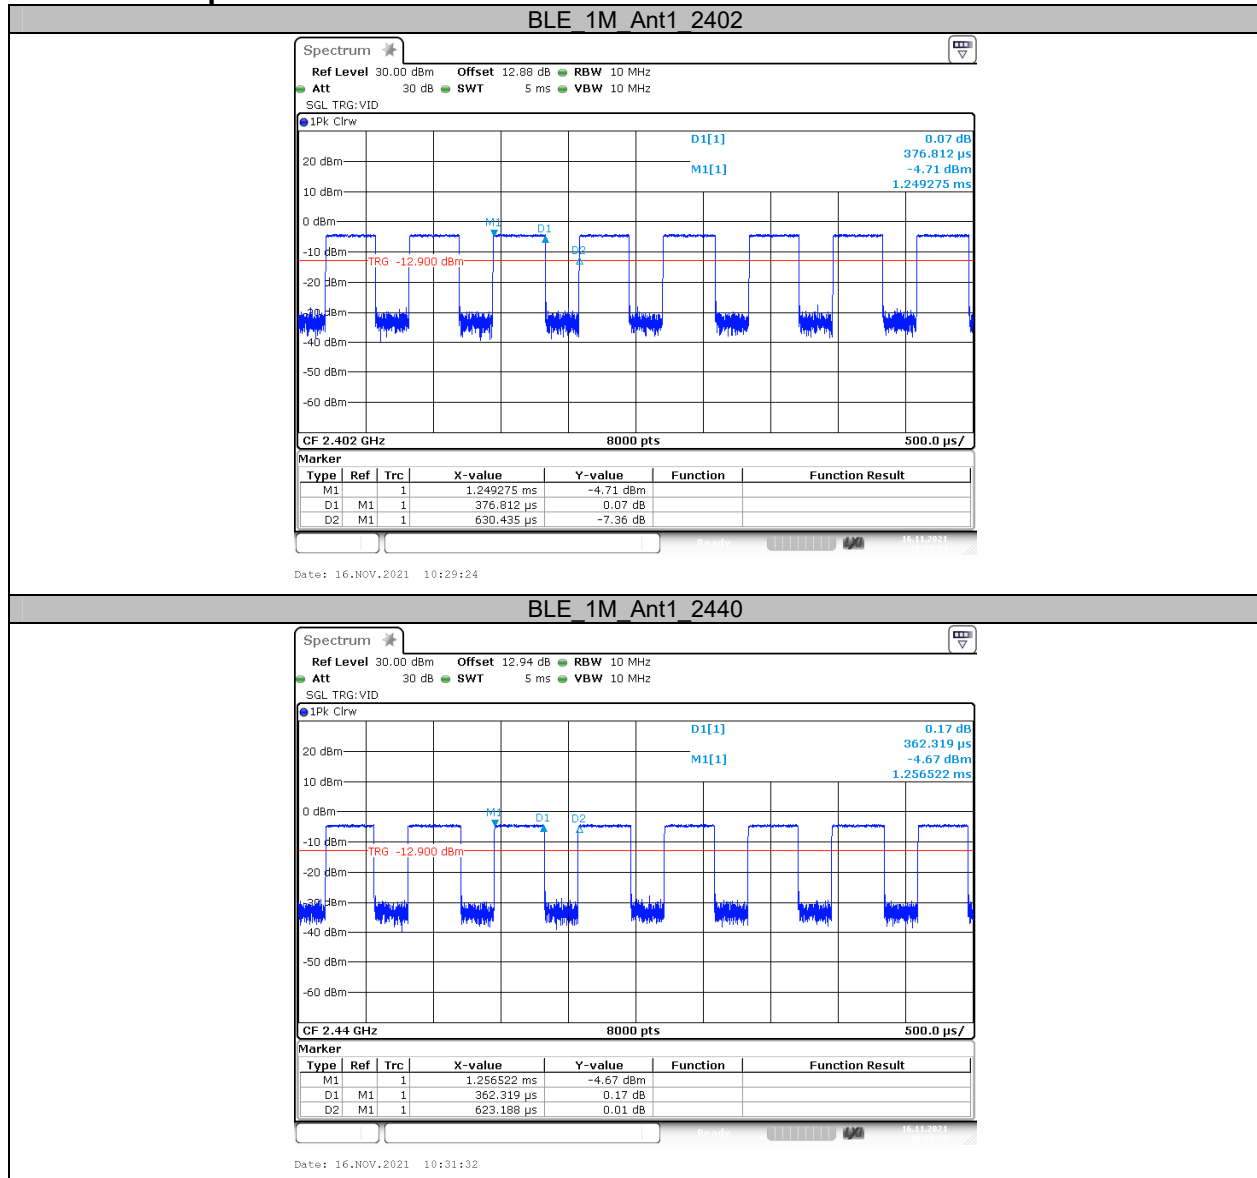 BLE_1M_Ant1_2402
Spectrum
Ref Level 30.00 dBm Offset 12.88 dB RBW 10 MHz
Att 30 dB SWT 5 ms VBW 10 MHz
SGL TRG:VID
1Pk Clrw
D1[1] 0.07 dB
376.812 µs
M1[1] -4.71 dBm
1.249275 ms
20 dBm
10 dBm
0 dBm
M1
D1
D2
-10 dBm
TRG -12.900 dBm
-20 dBm
-30 dBm
-40 dBm
-50 dBm
-60 dBm
CF 2.402 GHz 8000 pts 500.0 µs/
Marker
Type Ref Trc X-value Y-value Function Function Result
M1 1 1.249275 ms -4.71 dBm
D1 M1 1 376.812 µs 0.07 dB
D2 M1 1 630.435 µs -7.36 dB
Ready 16.11.2021
Date: 16.NOV.2021 10:29:24
BLE_1M_Ant1_2440
Spectrum
Ref Level 30.00 dBm Offset 12.94 dB RBW 10 MHz
Att 30 dB SWT 5 ms VBW 10 MHz
SGL TRG:VID
1Pk Clrw
D1[1] 0.17 dB
362.319 µs
M1[1] -4.67 dBm
1.256522 ms
20 dBm
10 dBm
0 dBm
M1
D1 D2
-10 dBm
TRG -12.900 dBm
-20 dBm
-30 dBm
-40 dBm
-50 dBm
-60 dBm
CF 2.44 GHz 8000 pts 500.0 µs/
Marker
Type Ref Trc X-value Y-value Function Function Result
M1 1 1.256522 ms -4.67 dBm
D1 M1 1 362.319 µs 0.17 dB
D2 M1 1 623.188 µs 0.01 dB
Ready 16.11.2021
Date: 16.NOV.2021 10:31:32